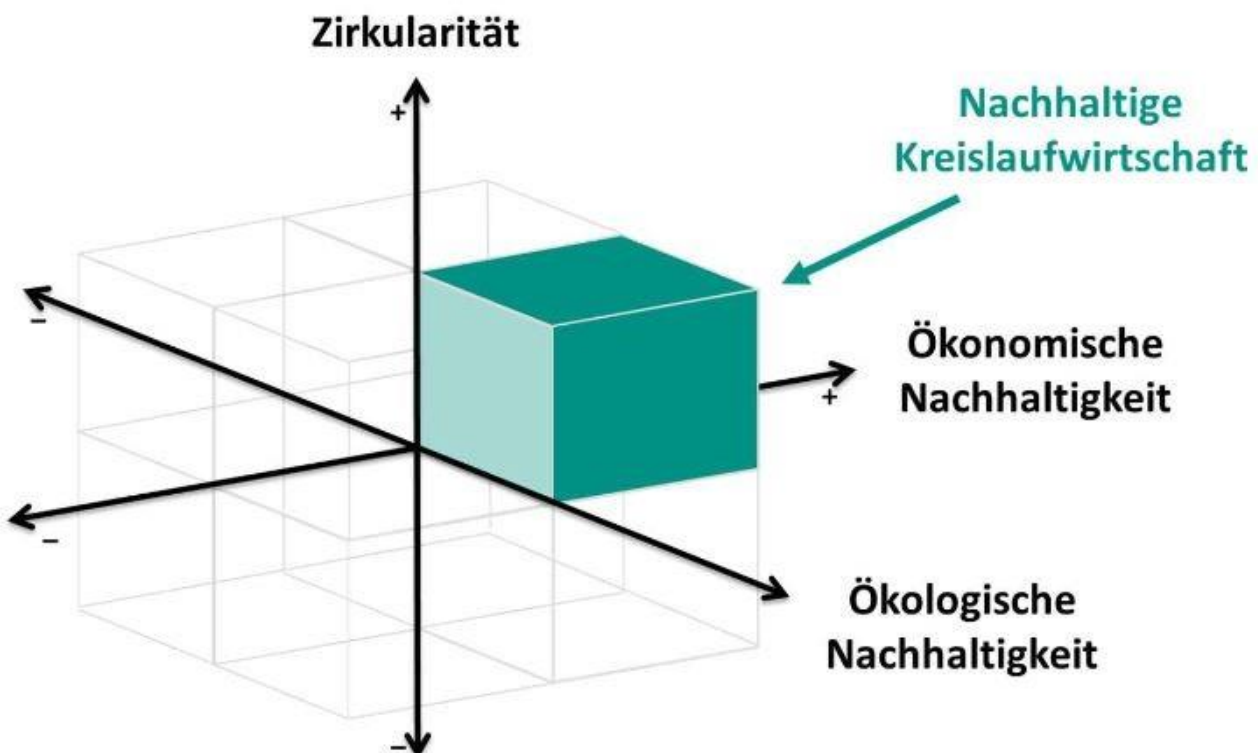 Zirkularität
+
Nachhaltige
Kreislaufwirtschaft
–
Ökonomische
Nachhaltigkeit
+
–
Ökologische
Nachhaltigkeit
–